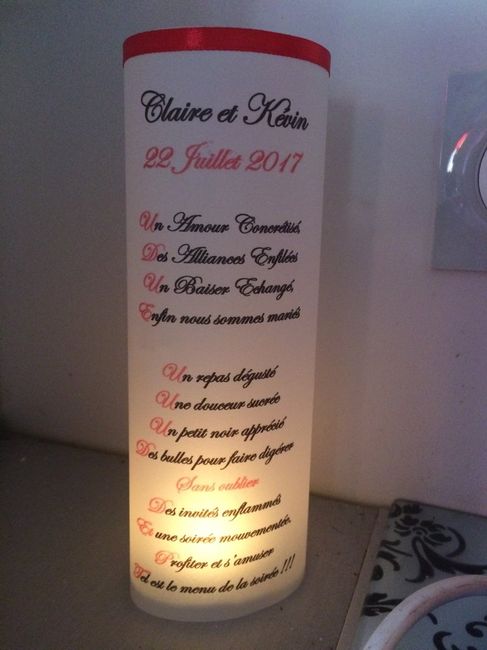 Claire et Kévin
22 Juillet 2017
Un Amour Concrétisé,
Des Alliances Enfilées
Un Baiser Echangé,
Enfin nous sommes mariés
Un repas dégusté
Une douceur sucrée
Un petit noir apprécié
Des bulles pour faire digérer
Sans oublier
Des invités enflammés
Et une soirée mouvementée.
Profiter et s'amuser
Tel est le menu de la soirée !!!